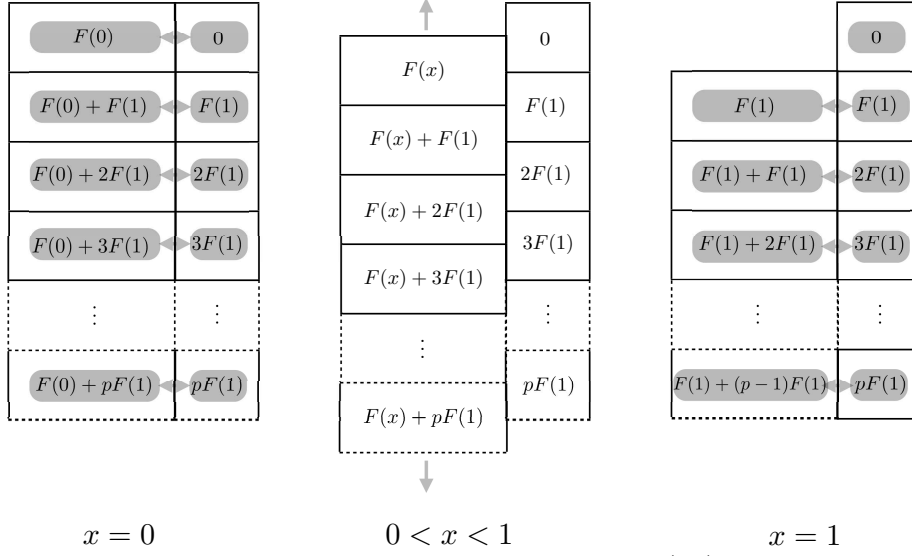 F(0) 0
F(0) + F(1) F(1)
F(0) + 2F(1) 2F(1)
F(0) + 3F(1) 3F(1)
⋮ ⋮
F(0) + pF(1) pF(1)
x = 0
F(x) 0
F(x) + F(1) F(1)
F(x) + 2F(1) 2F(1)
F(x) + 3F(1) 3F(1)
⋮ ⋮
F(x) + pF(1) pF(1)
0 < x < 1
0
F(1) F(1)
F(1) + F(1) 2F(1)
F(1) + 2F(1) 3F(1)
⋮ ⋮
F(1) + (p − 1)F(1) pF(1)
x = 1